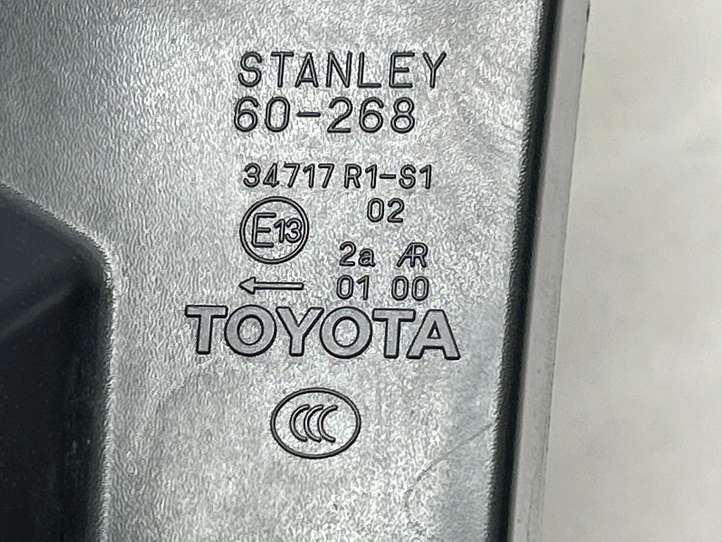 STANLEY
60-268
34717 R1-S1
02
E13
2a AR
← 01 00
TOYOTA
CCC